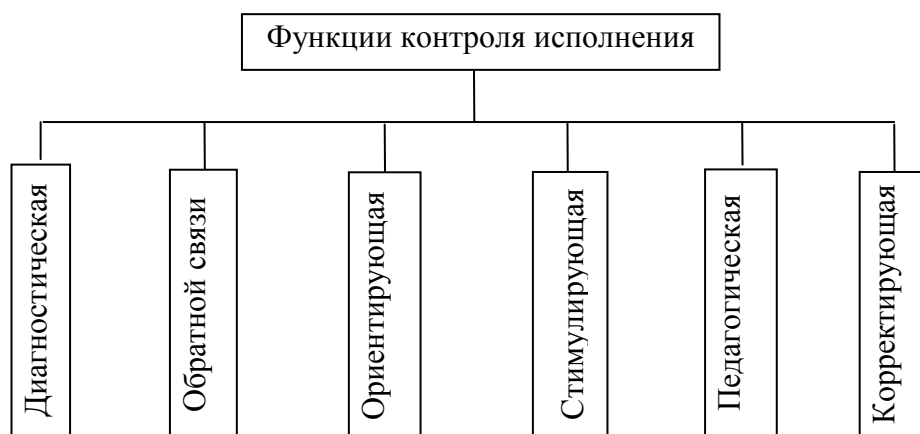 Функции контроля исполнения
Диагностическая
Обратной связи
Ориентирующая
Стимулирующая
Педагогическая
Корректирующая